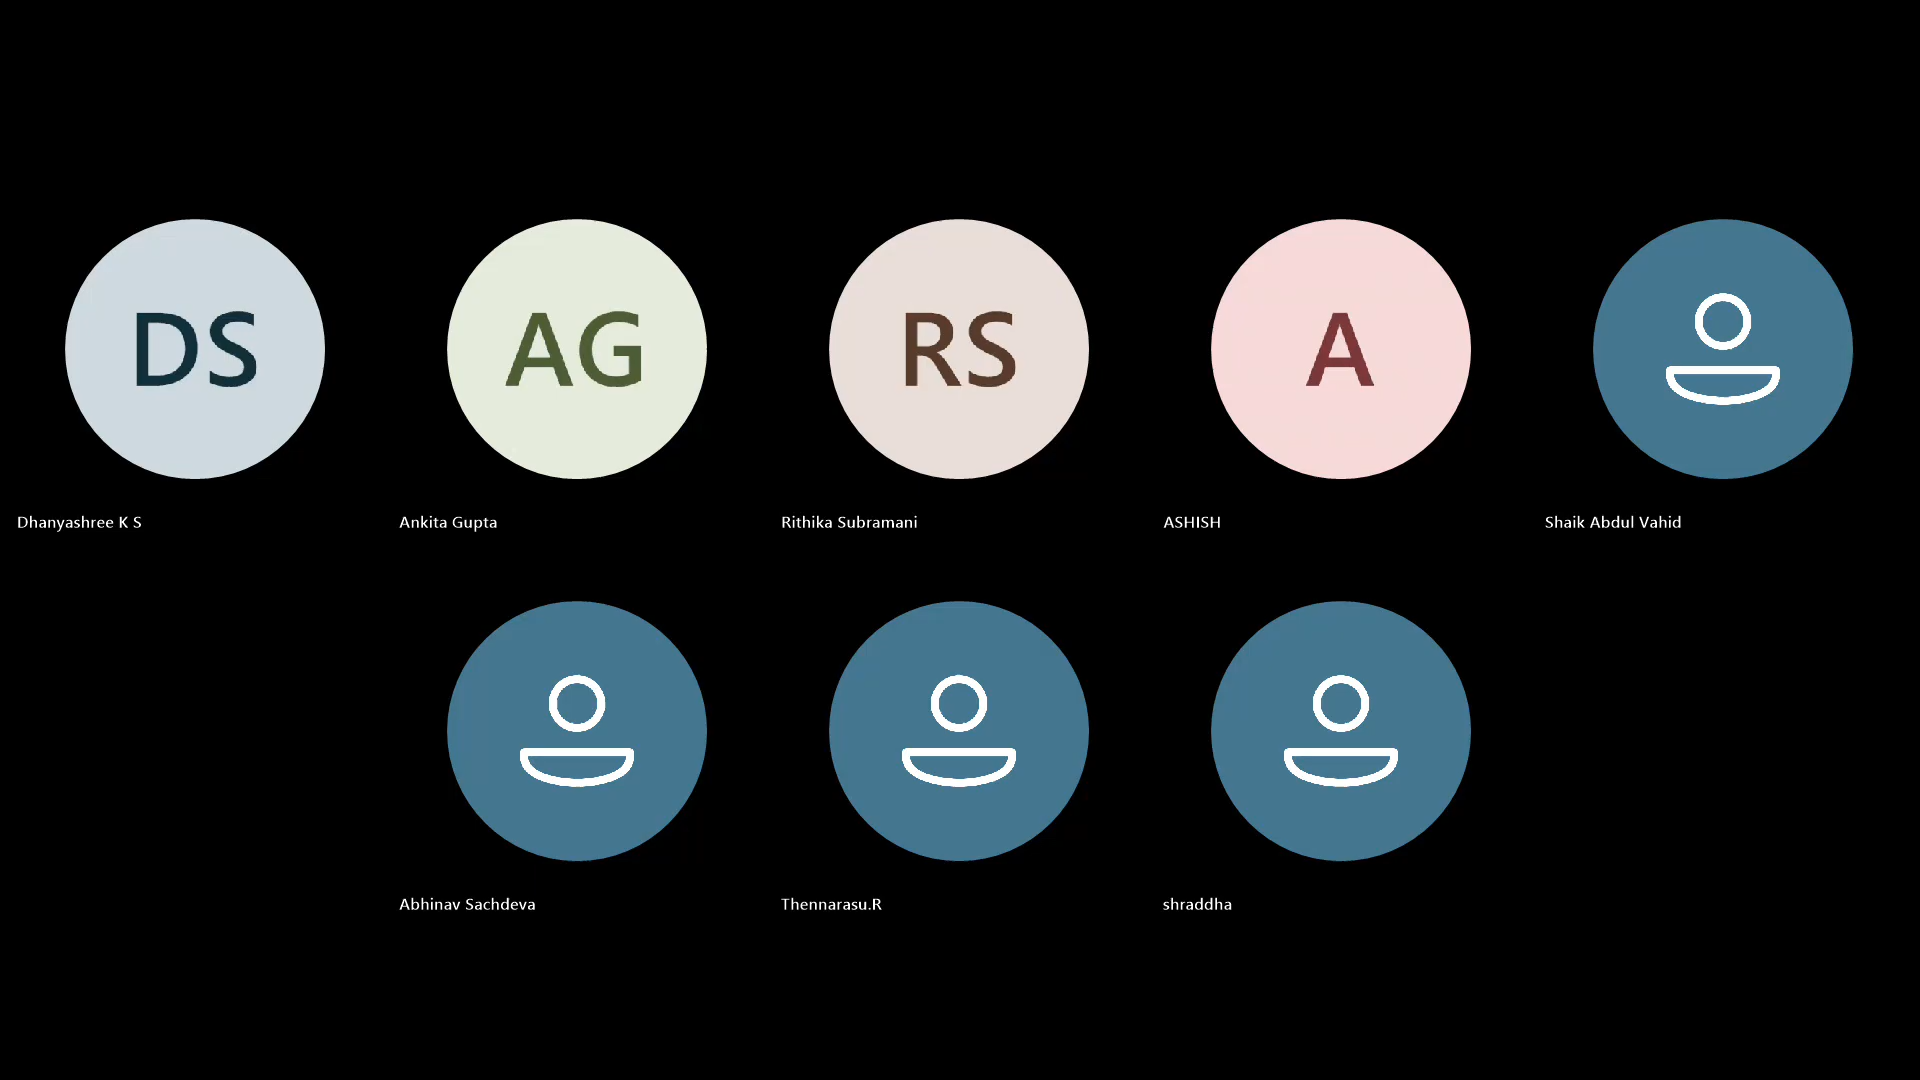 DS
AG
RS
A
Dhanyashree K S
Ankita Gupta
Rithika Subramani
ASHISH
Shaik Abdul Vahid
Abhinav Sachdeva
Thennarasu.R
shraddha